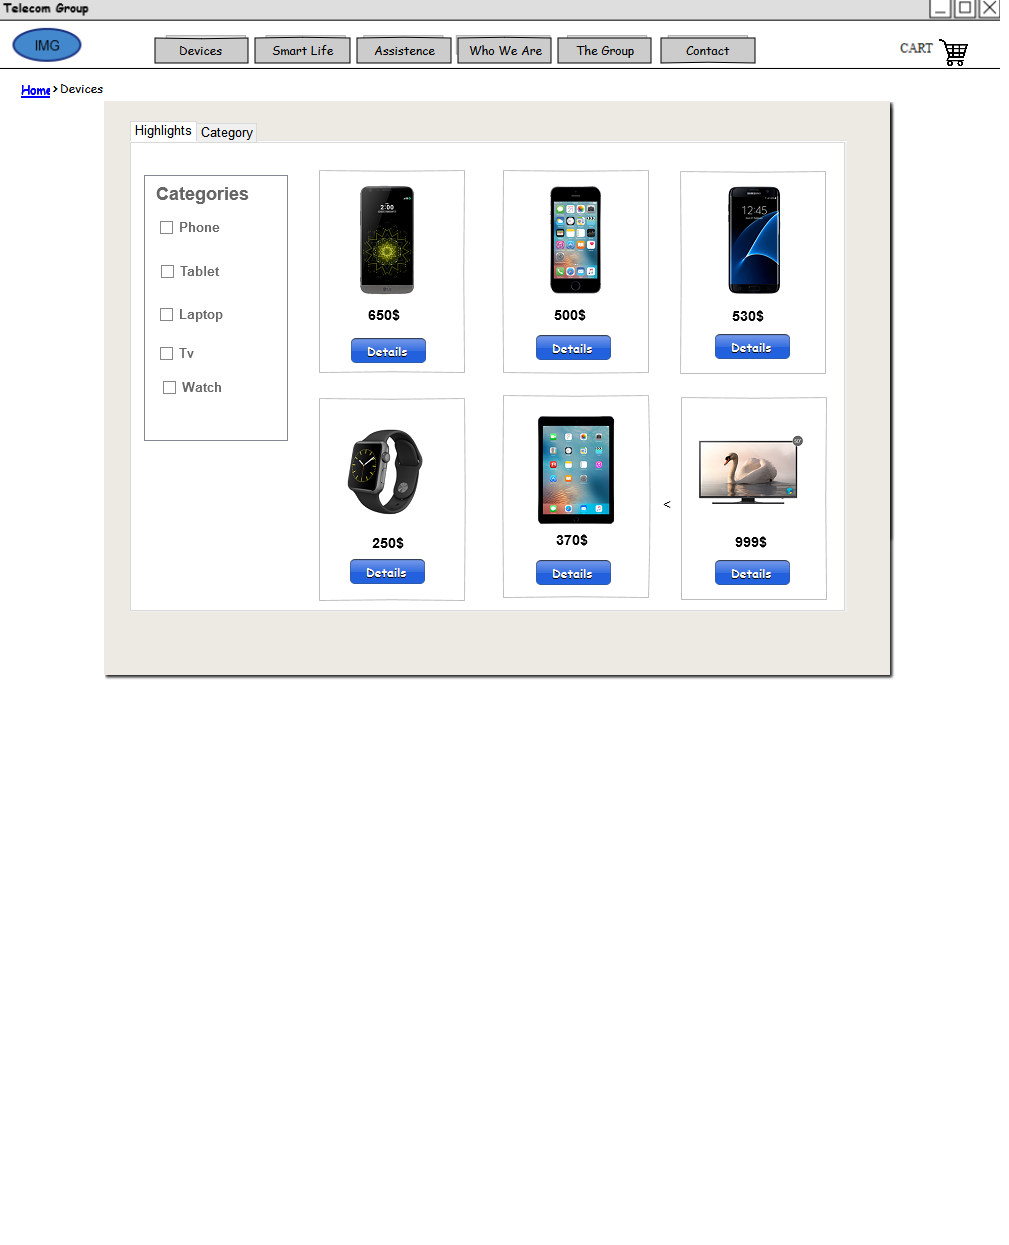 Telecom Group
IMG
Devices
Smart Life
Assistence
Who We Are
The Group
Contact
CART
Home > Devices
Highlights
Category
Categories
Phone
Tablet
Laptop
Tv
Watch
2:00
LG
650$
Details
500$
Details
SAMSUNG
12:45
530$
Details
250$
Details
370$
Details
<
999$
Details